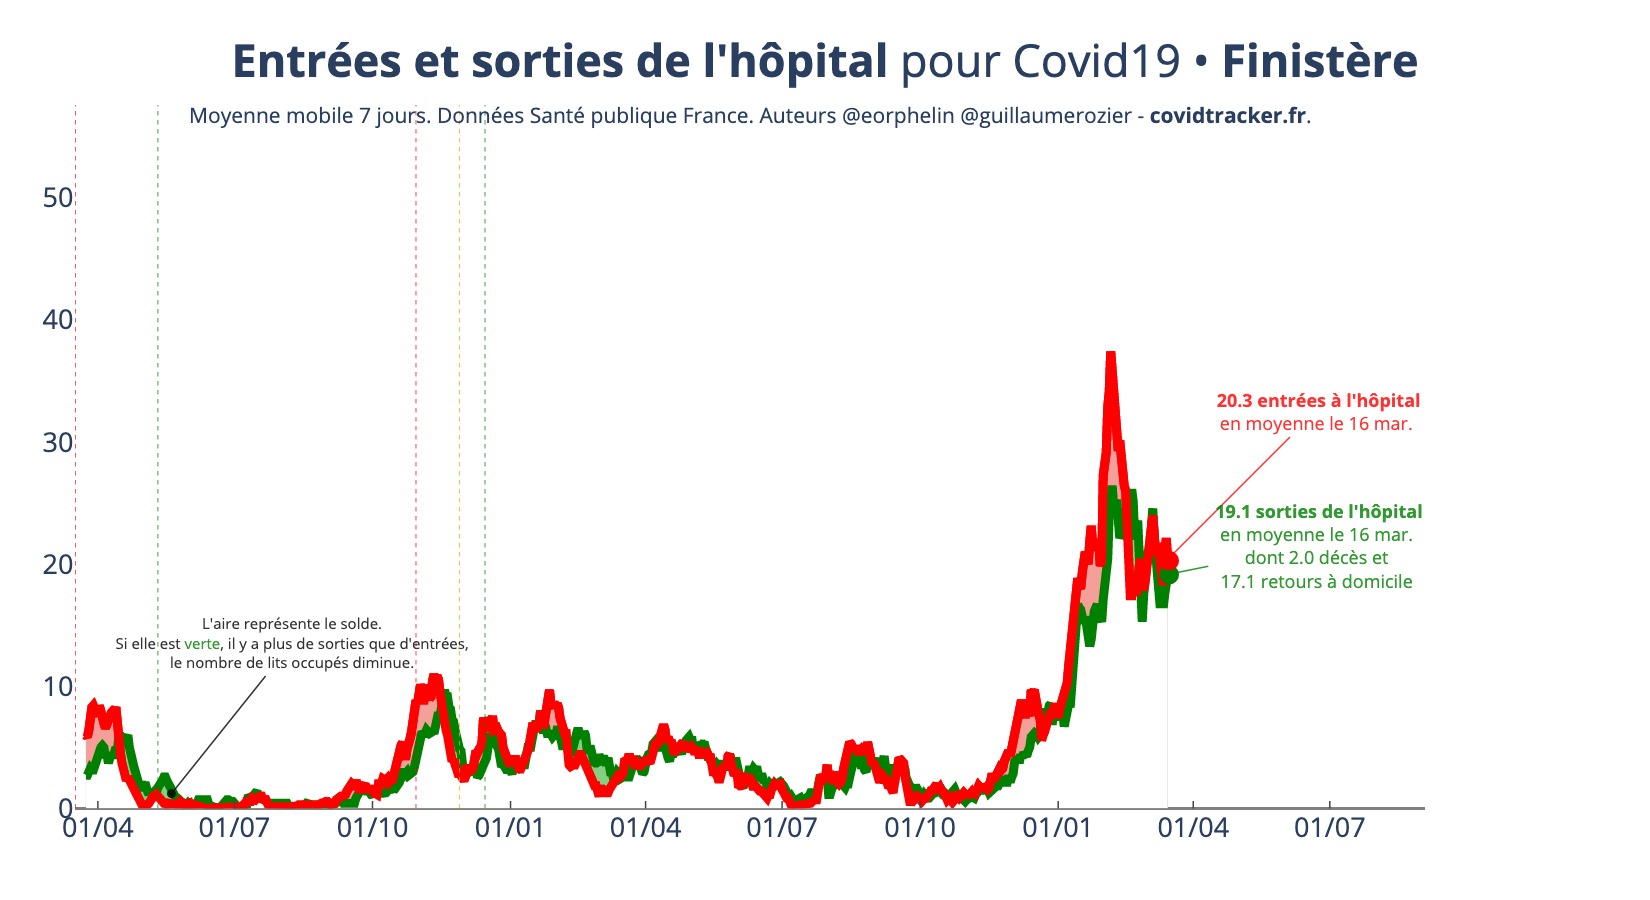 Entrées et sorties de l'hôpital pour Covid19 • Finistère
Moyenne mobile 7 jours. Données Santé publique France. Auteurs @eorphelin @guillaumerozier - covidtracker.fr.
50
40
30
20
10
0
20.3 entrées à l'hôpital
en moyenne le 16 mar.
19.1 sorties de l'hôpital
en moyenne le 16 mar.
dont 2.0 décès et
17.1 retours à domicile
L'aire représente le solde.
Si elle est verte, il y a plus de sorties que d'entrées,
le nombre de lits occupés diminue.
01/04 01/07 01/10 01/01 01/04 01/07 01/10 01/01 01/04 01/07